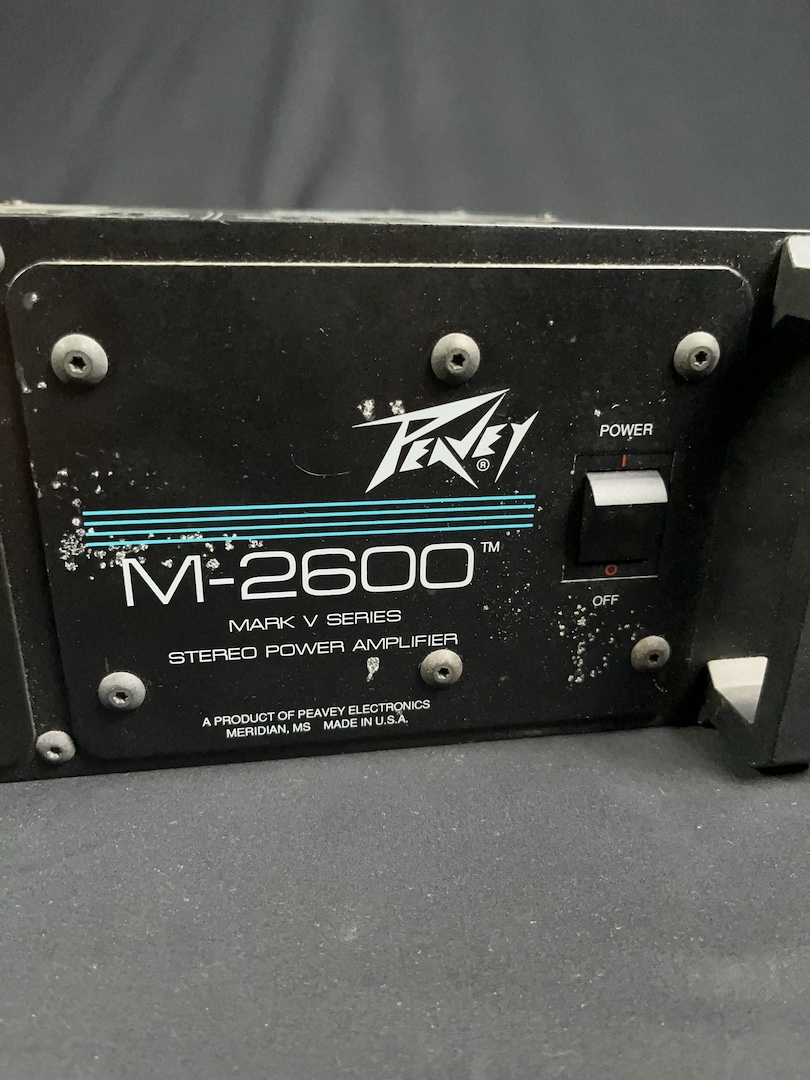 POWER
PEAVEY®
M-2600™
OFF
MARK V SERIES
STEREO POWER AMPLIFIER
A PRODUCT OF PEAVEY ELECTRONICS
MERIDIAN, MS MADE IN U.S.A.